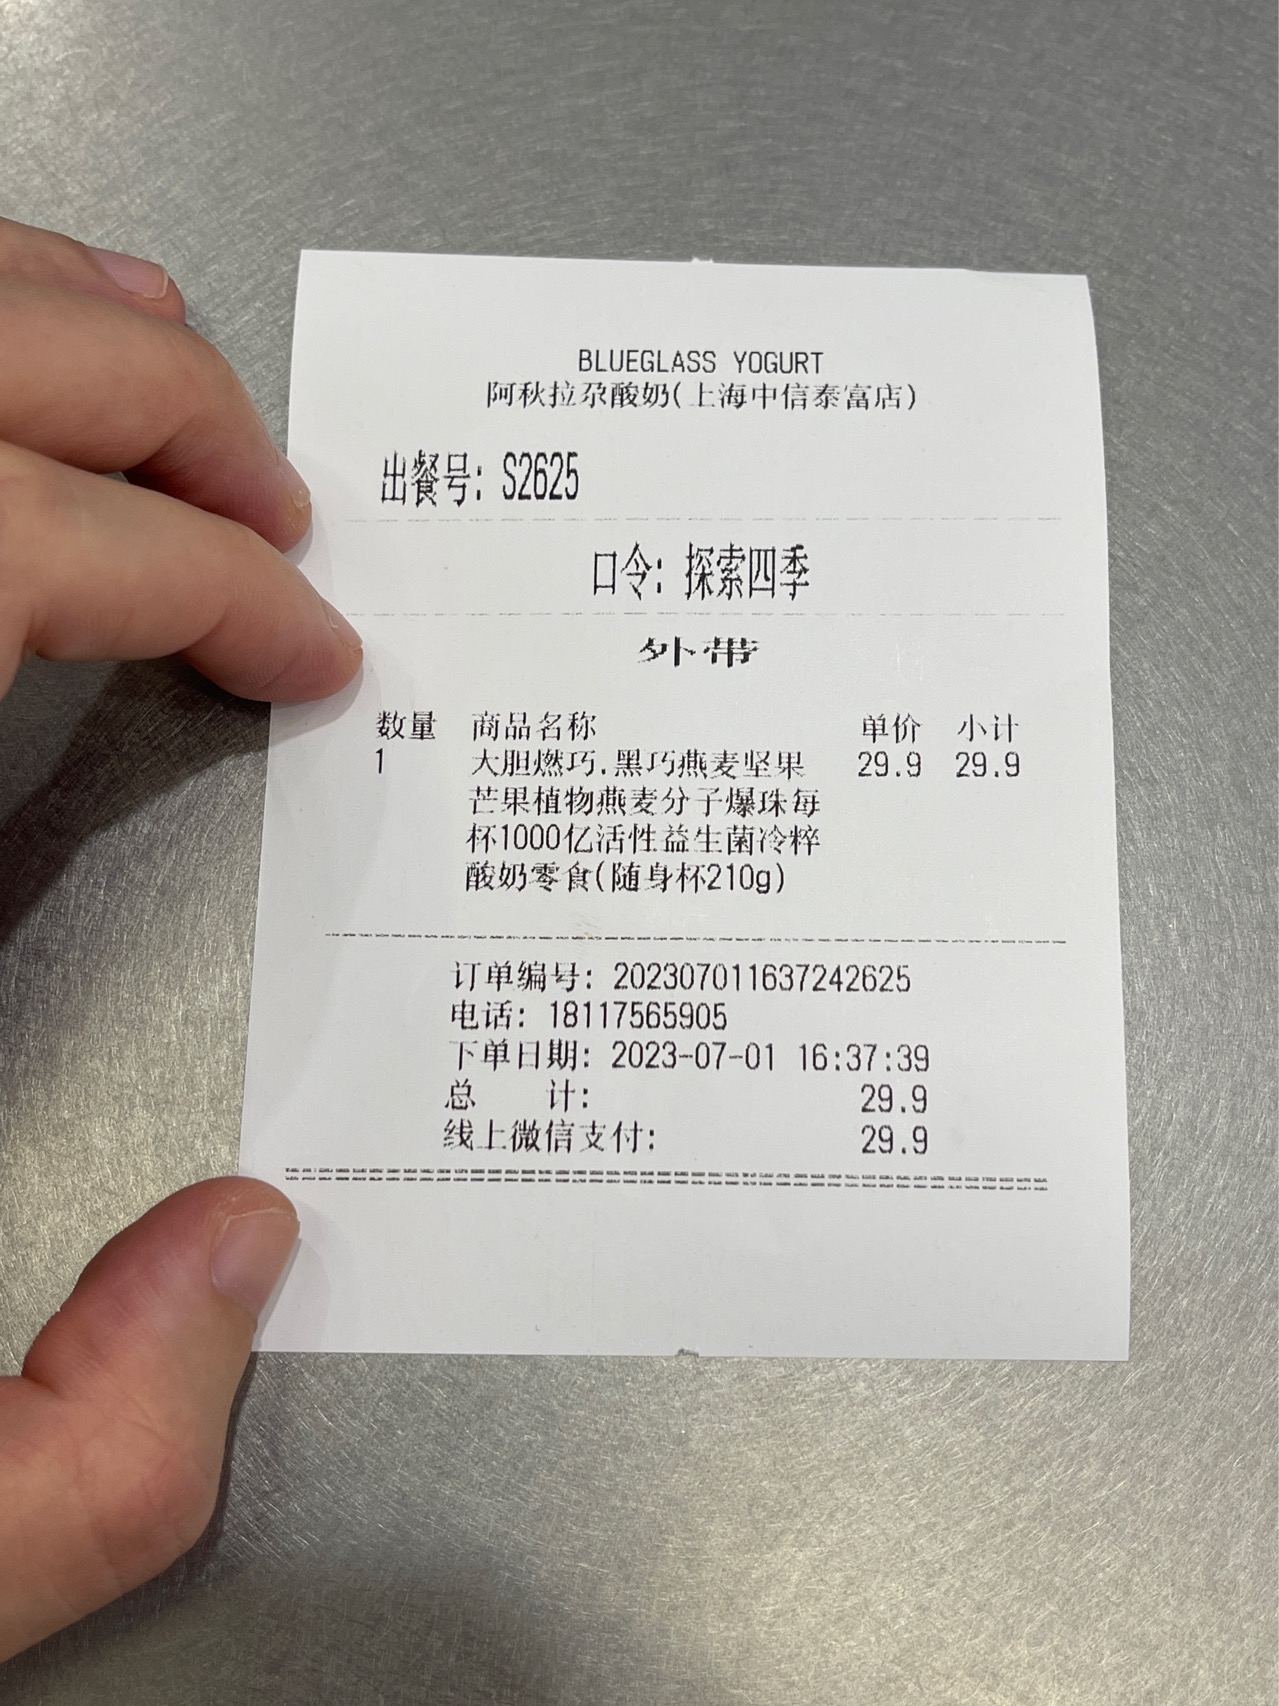 BLUEGLASS YOGURT
阿秋拉尕酸奶(上海中信泰富店)
出餐号: S2625
口令: 探索四季
外带
数量 商品名称 单价 小计
1 大胆燃巧.黑巧燕麦坚果 29.9 29.9
芒果植物燕麦分子爆珠每
杯1000亿活性益生菌冷粹
酸奶零食(随身杯210g)
订单编号: 202307011637242625
电话: 18117565905
下单日期: 2023-07-01 16:37:39
总 计: 29.9
线上微信支付: 29.9